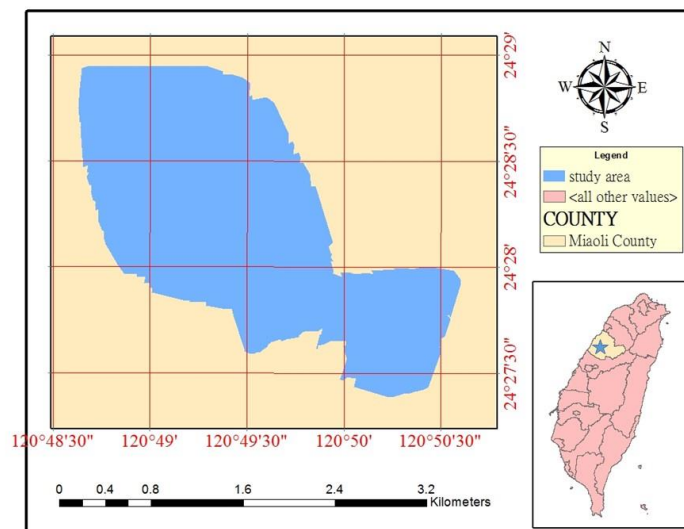 24°29'
24°28'30"
24°28'
24°27'30"
120°48'30" 120°49' 120°49'30" 120°50' 120°50'30"
0 0.4 0.8 1.6 2.4 3.2
Kilometers
N
W E
S
Legend
study area
<all other values>
COUNTY
Miaoli County